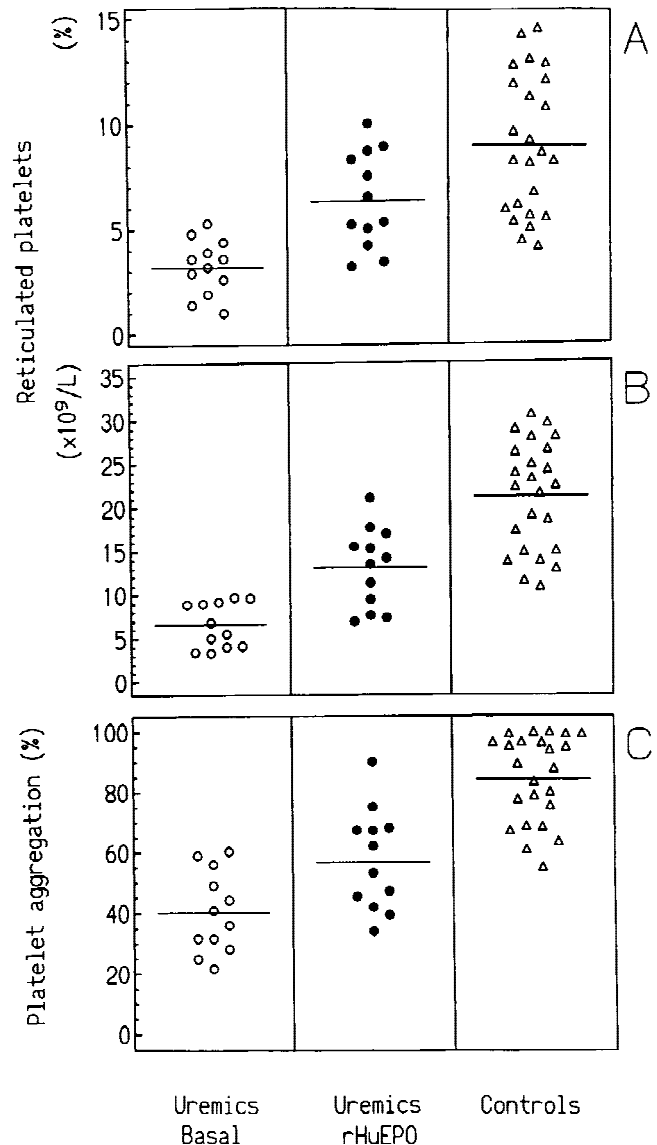 (%)
15
10
5
0
A
Reticulated platelets
(x10⁹/L)
35
30
25
20
15
10
5
0
B
Platelet aggregation (%)
100
80
60
40
20
0
C
Uremics Basal
Uremics rHuEPO
Controls